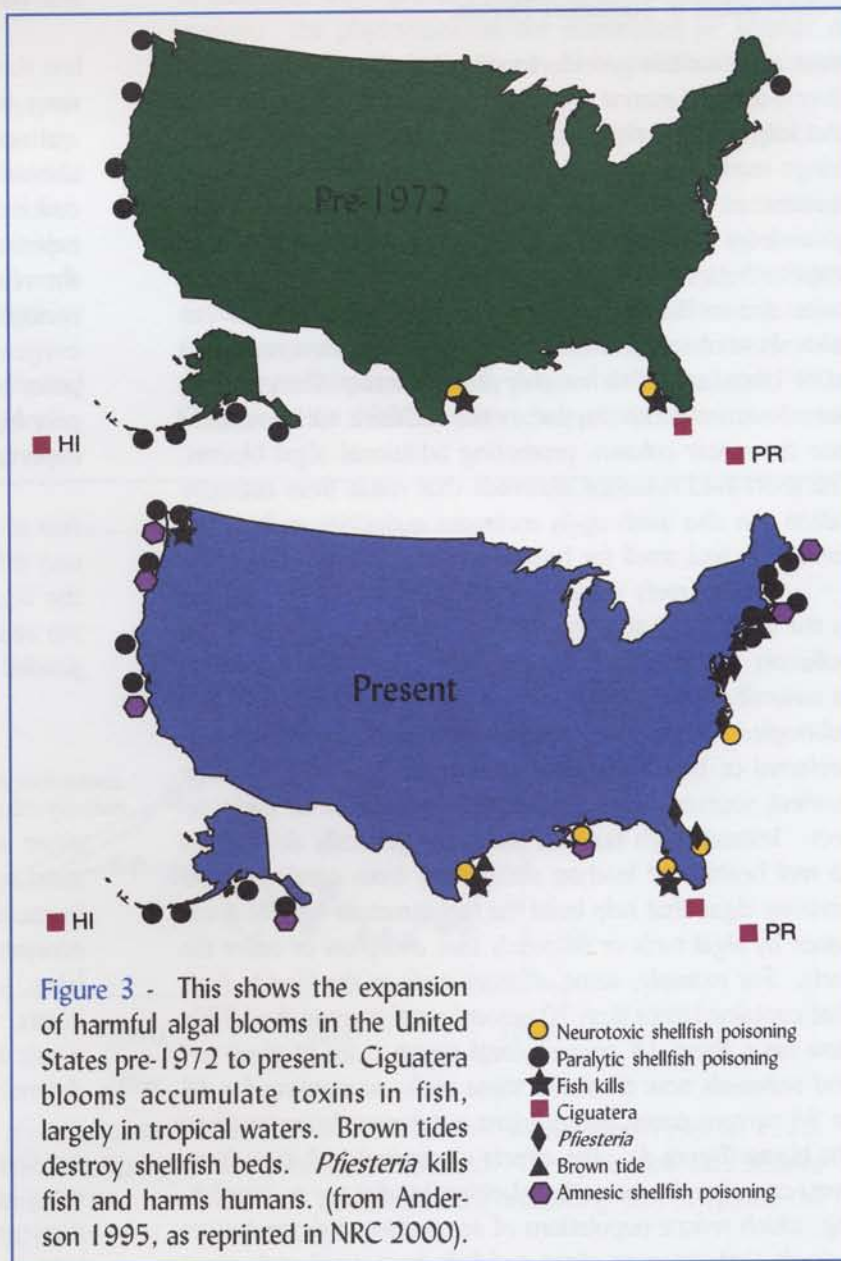 Pre-1972
HI
PR
Present
HI
PR
Figure 3 - This shows the expansion
of harmful algal blooms in the United
States pre-1972 to present. Ciguatera
blooms accumulate toxins in fish,
largely in tropical waters. Brown tides
destroy shellfish beds. Pfiesteria kills
fish and harms humans. (from Ander-
son 1995, as reprinted in NRC 2000).
Neurotoxic shellfish poisoning
Paralytic shellfish poisoning
Fish kills
Ciguatera
Pfiesteria
Brown tide
Amnesic shellfish poisoning